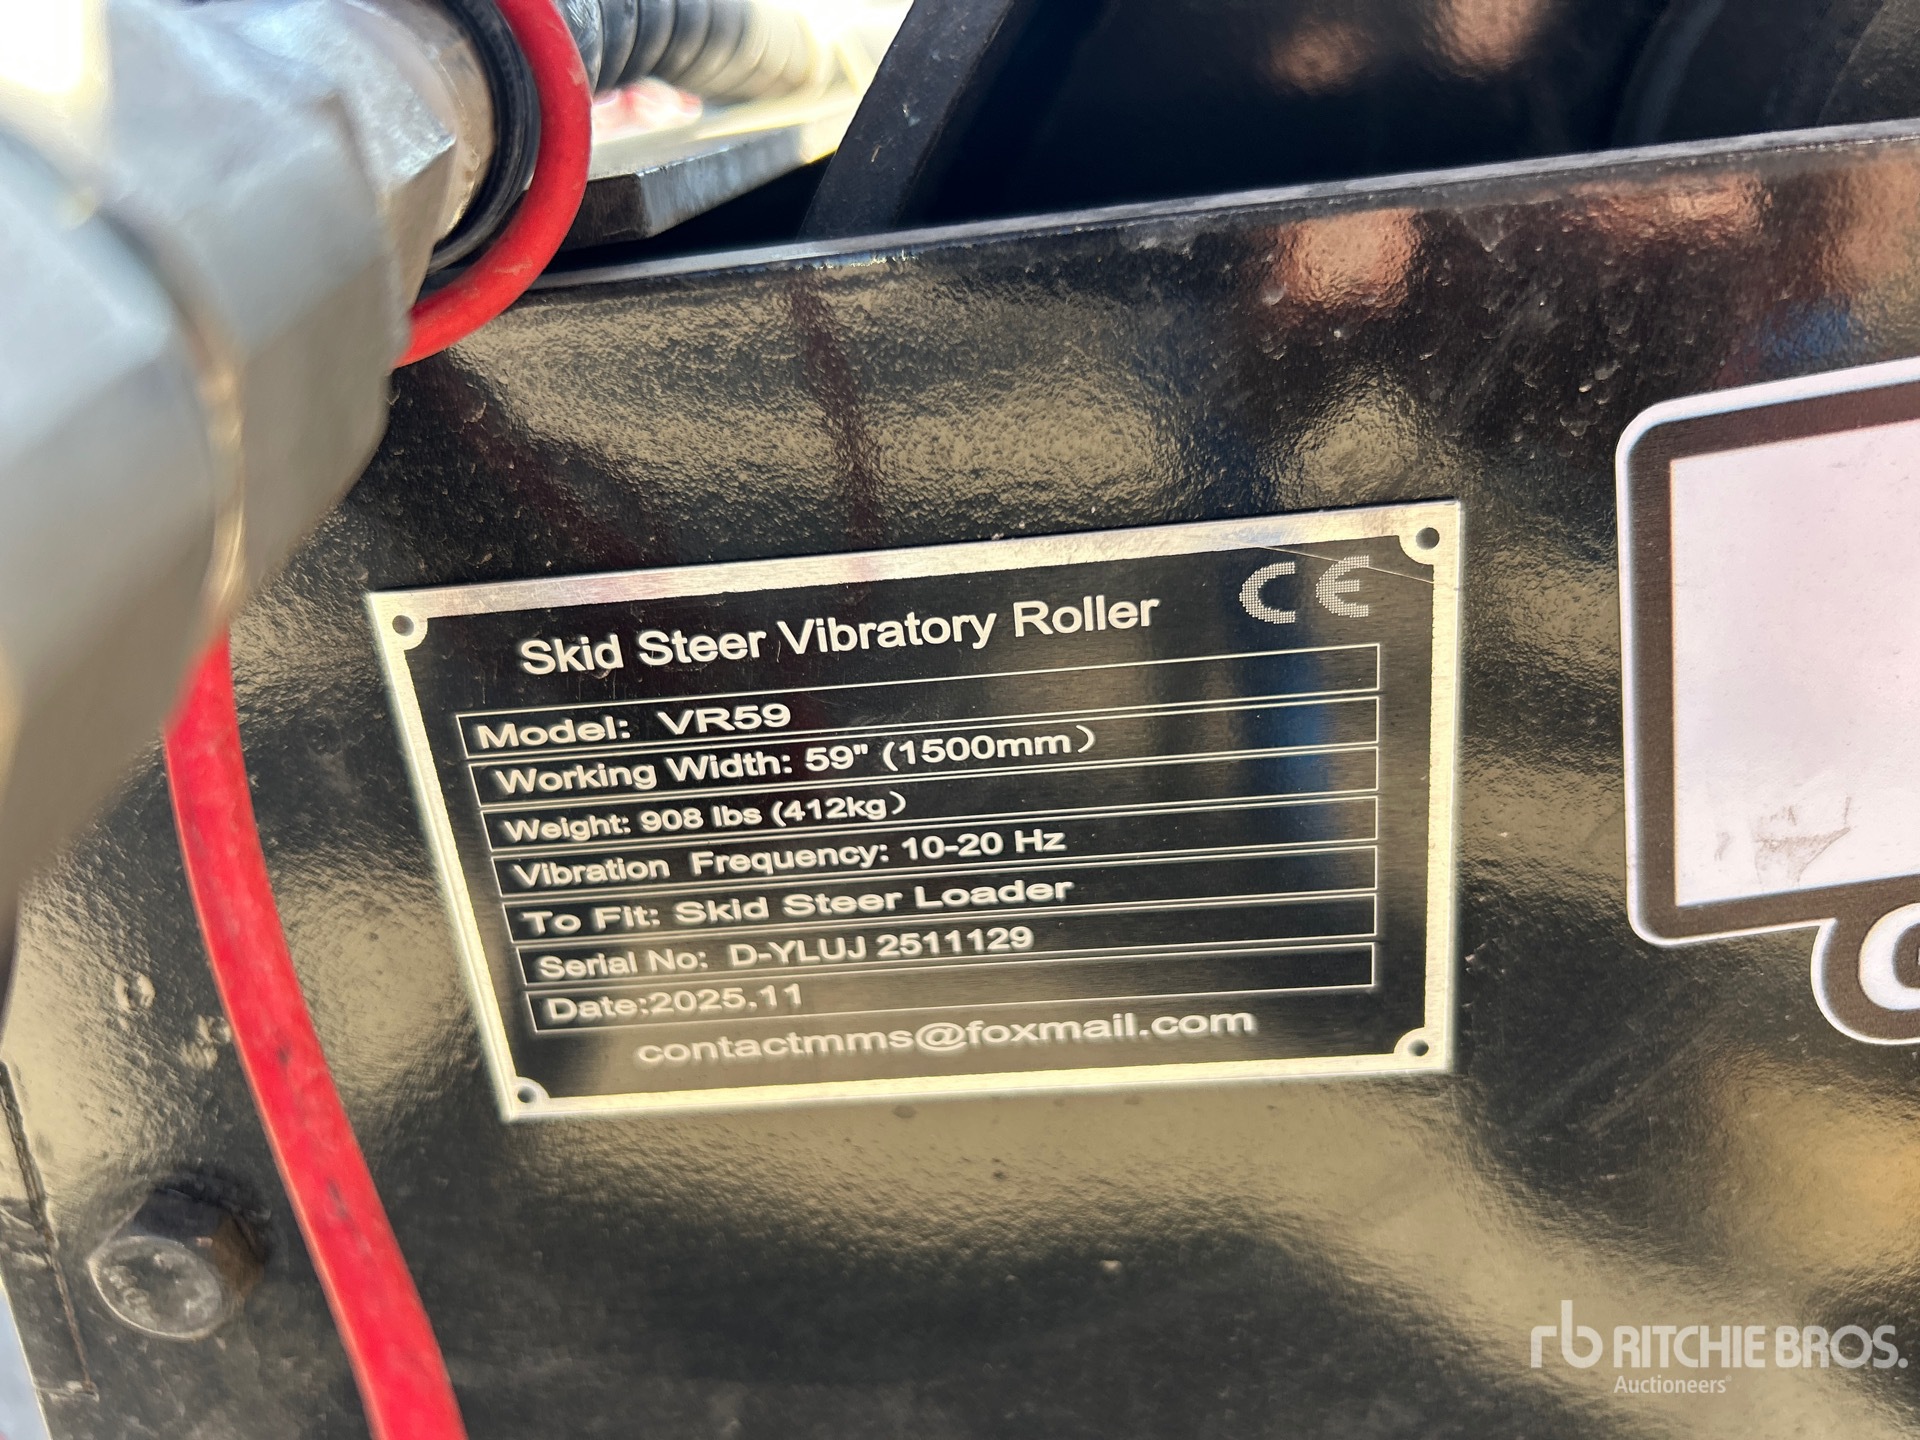 CE
Skid Steer Vibratory Roller
Model: VR59
Working Width: 59" (1500mm)
Weight: 908 lbs (412kg)
Vibration Frequency: 10-20 Hz
To Fit: Skid Steer Loader
Serial No: D-YLUJ 2511129
Date:2025.11
contactmms@foxmail.com
rb RITCHIE BROS.
Auctioneers